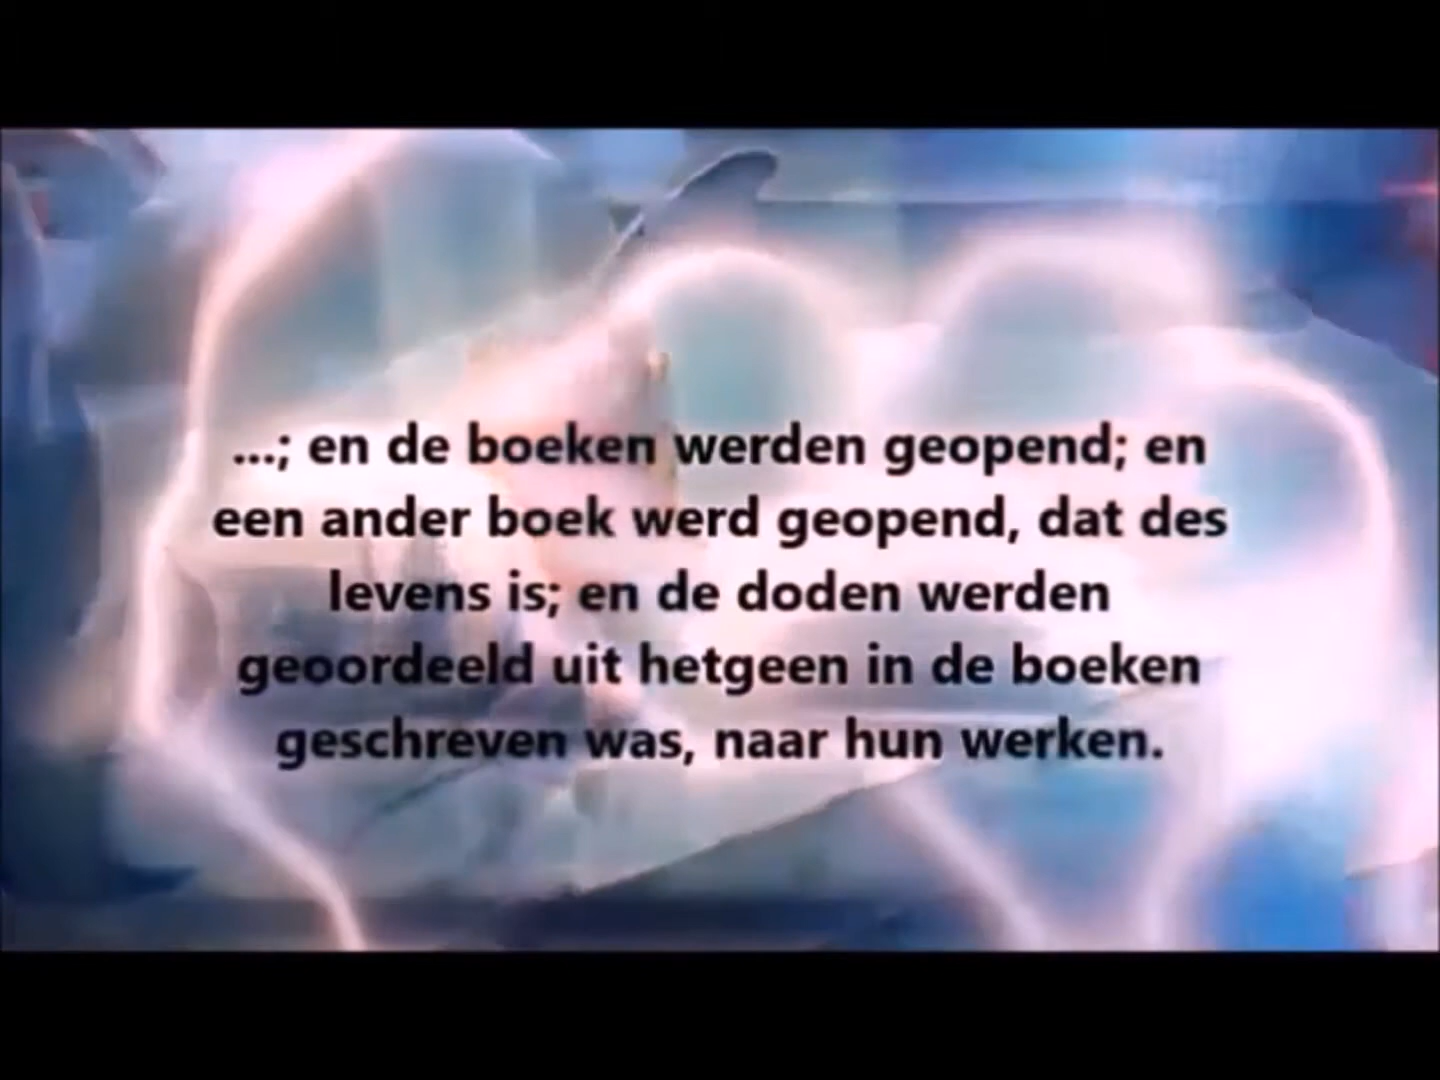 ...; en de boeken werden geopend; en
een ander boek werd geopend, dat des
levens is; en de doden werden
geoordeeld uit hetgeen in de boeken
geschreven was, naar hun werken.